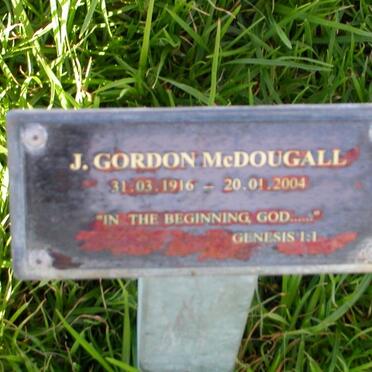 J. GORDON McDOUGALL
31.03.1916 – 20.01.2004
"IN THE BEGINNING, GOD......"
GENESIS 1:1